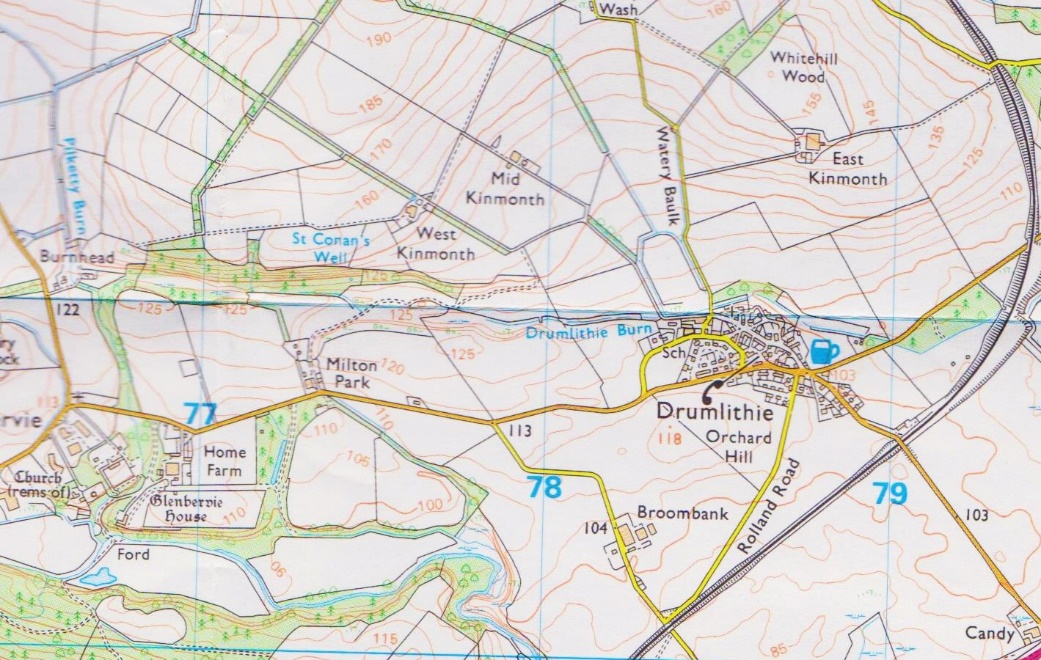 Wash
160
190
Whitehill
Wood
185
155
145
135
125
110
170
Watery Baulk
East
Kinmonth
Mid
Kinmonth
160
Pilketty Burn
St Conan's
Well
West
Kinmonth
Burnhead
125
122
125
125
125
Drumlithie Burn
125
120
Sch
103
Milton
Park
113
77
110
Drumlithie
118
Orchard
Hill
113
110
105
Home
Farm
78
79
Church
(rems of)
Glenbervie
House
110
100
104
Broombank
Rolland Road
103
Ford
90
115
85
Candy